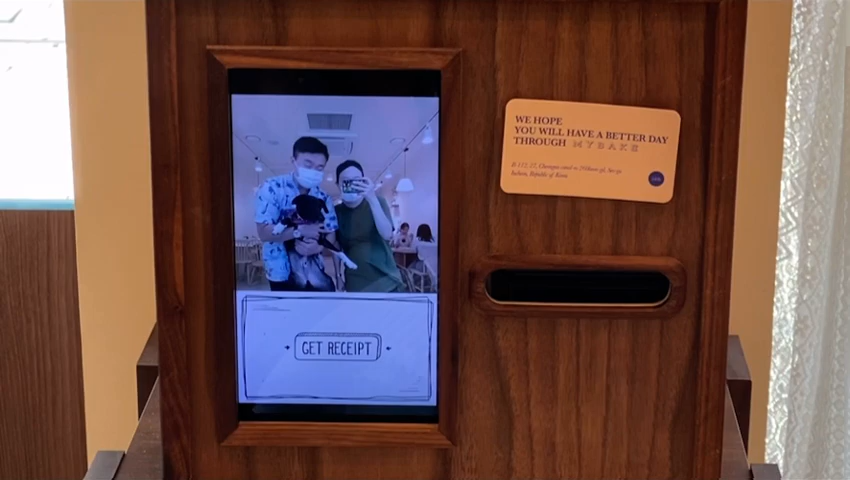 WE HOPE
YOU WILL HAVE A BETTER DAY
THROUGH MYBAKE
GET RECEIPT